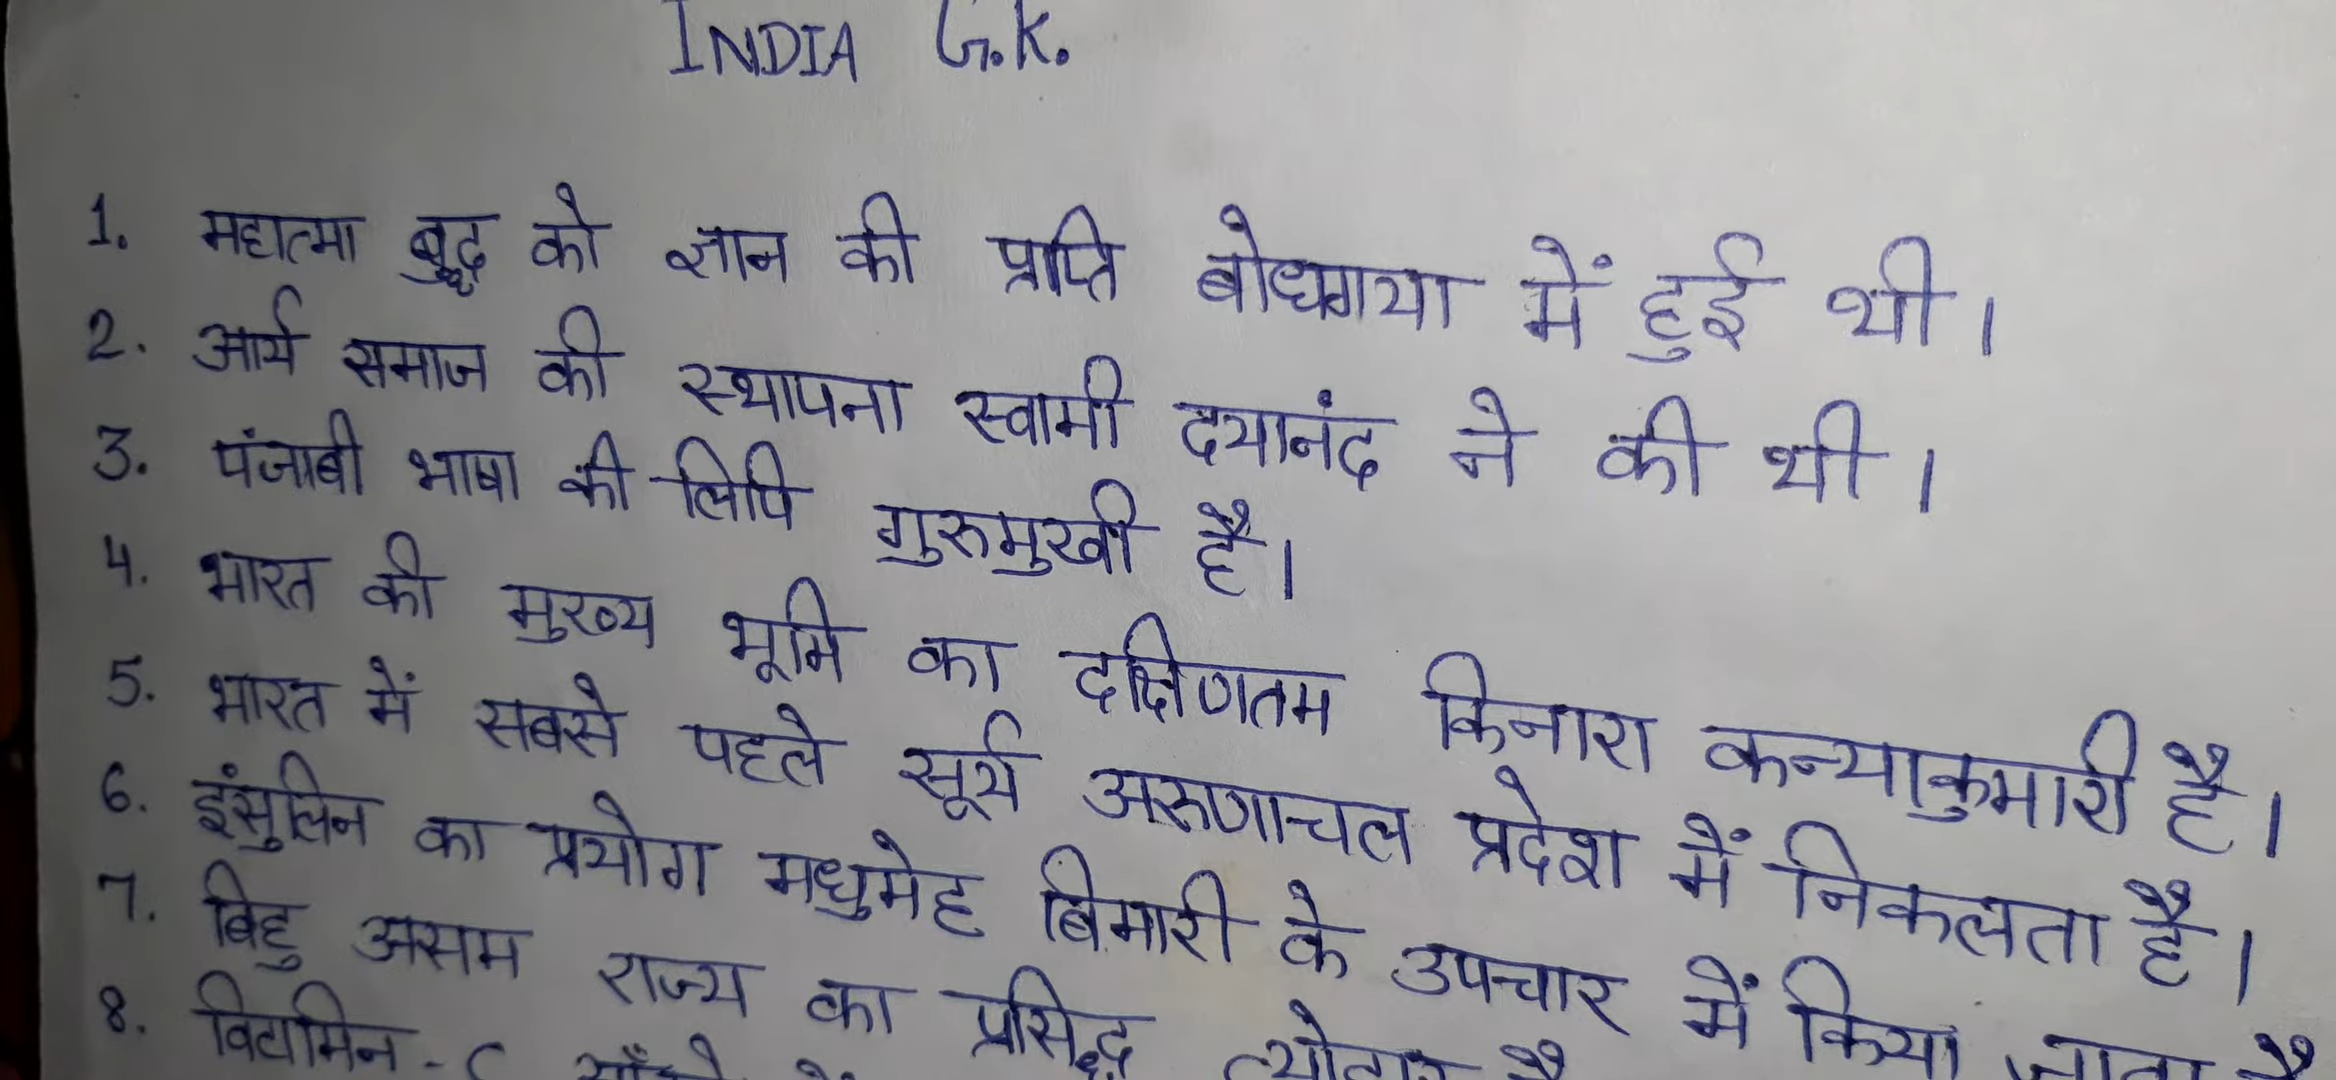 INDIA G.K.
1. महात्मा बुद्ध को ज्ञान की प्राप्ति बोधगया में हुई थी।
2. आर्य समाज की स्थापना स्वामी दयानंद ने की थी।
3. पंजाबी भाषा की लिपि गुरुमुखी है।
4. भारत की मुख्य भूमि का दक्षिणतम किनारा कन्याकुमारी है।
5. भारत में सबसे पहले सूर्य अरुणाचल प्रदेश में निकलता है।
6. इंसुलिन का प्रयोग मधुमेह बिमारी के उपचार में किया जाता है
7. बिहु असम राज्य का प्रसिद्ध त्योहार है
8. विटामिन - C